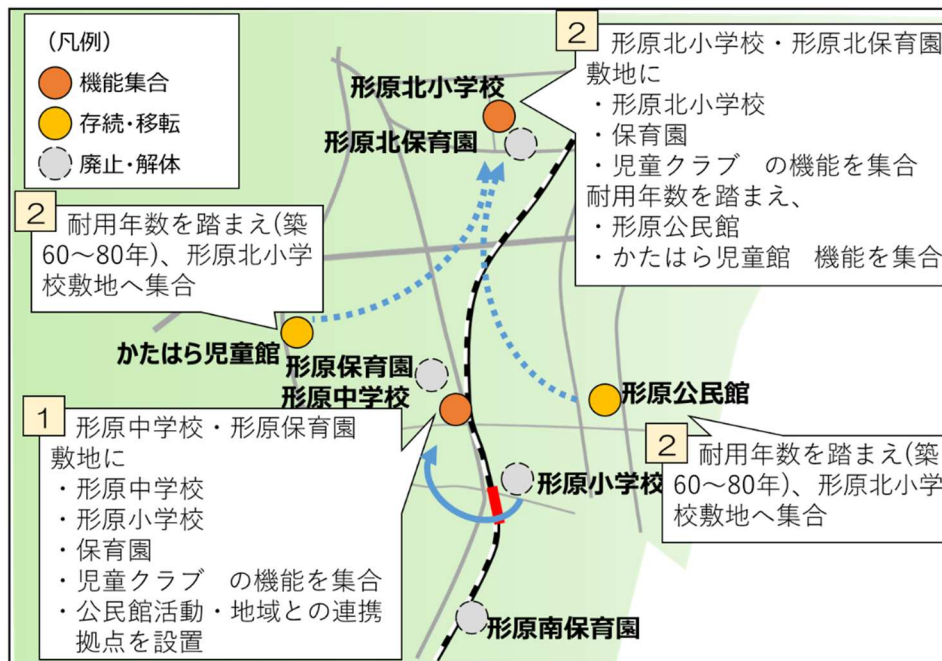 (凡例)
機能集合
存続・移転
廃止・解体
2
形原北小学校・形原北保育園
敷地に
・形原北小学校
・保育園
・児童クラブ の機能を集合
耐用年数を踏まえ、
・形原公民館
・かたはら児童館 機能を集合
形原北小学校
形原北保育園
2
耐用年数を踏まえ(築
60～80年)、形原北小学
校敷地へ集合
かたはら児童館
形原保育園
形原中学校
形原公民館
1
形原中学校・形原保育園
敷地に
・形原中学校
・形原小学校
・保育園
・児童クラブ の機能を集合
・公民館活動・地域との連携
拠点を設置
2
耐用年数を踏まえ(築
60～80年)、形原北小学
校敷地へ集合
形原小学校
形原南保育園